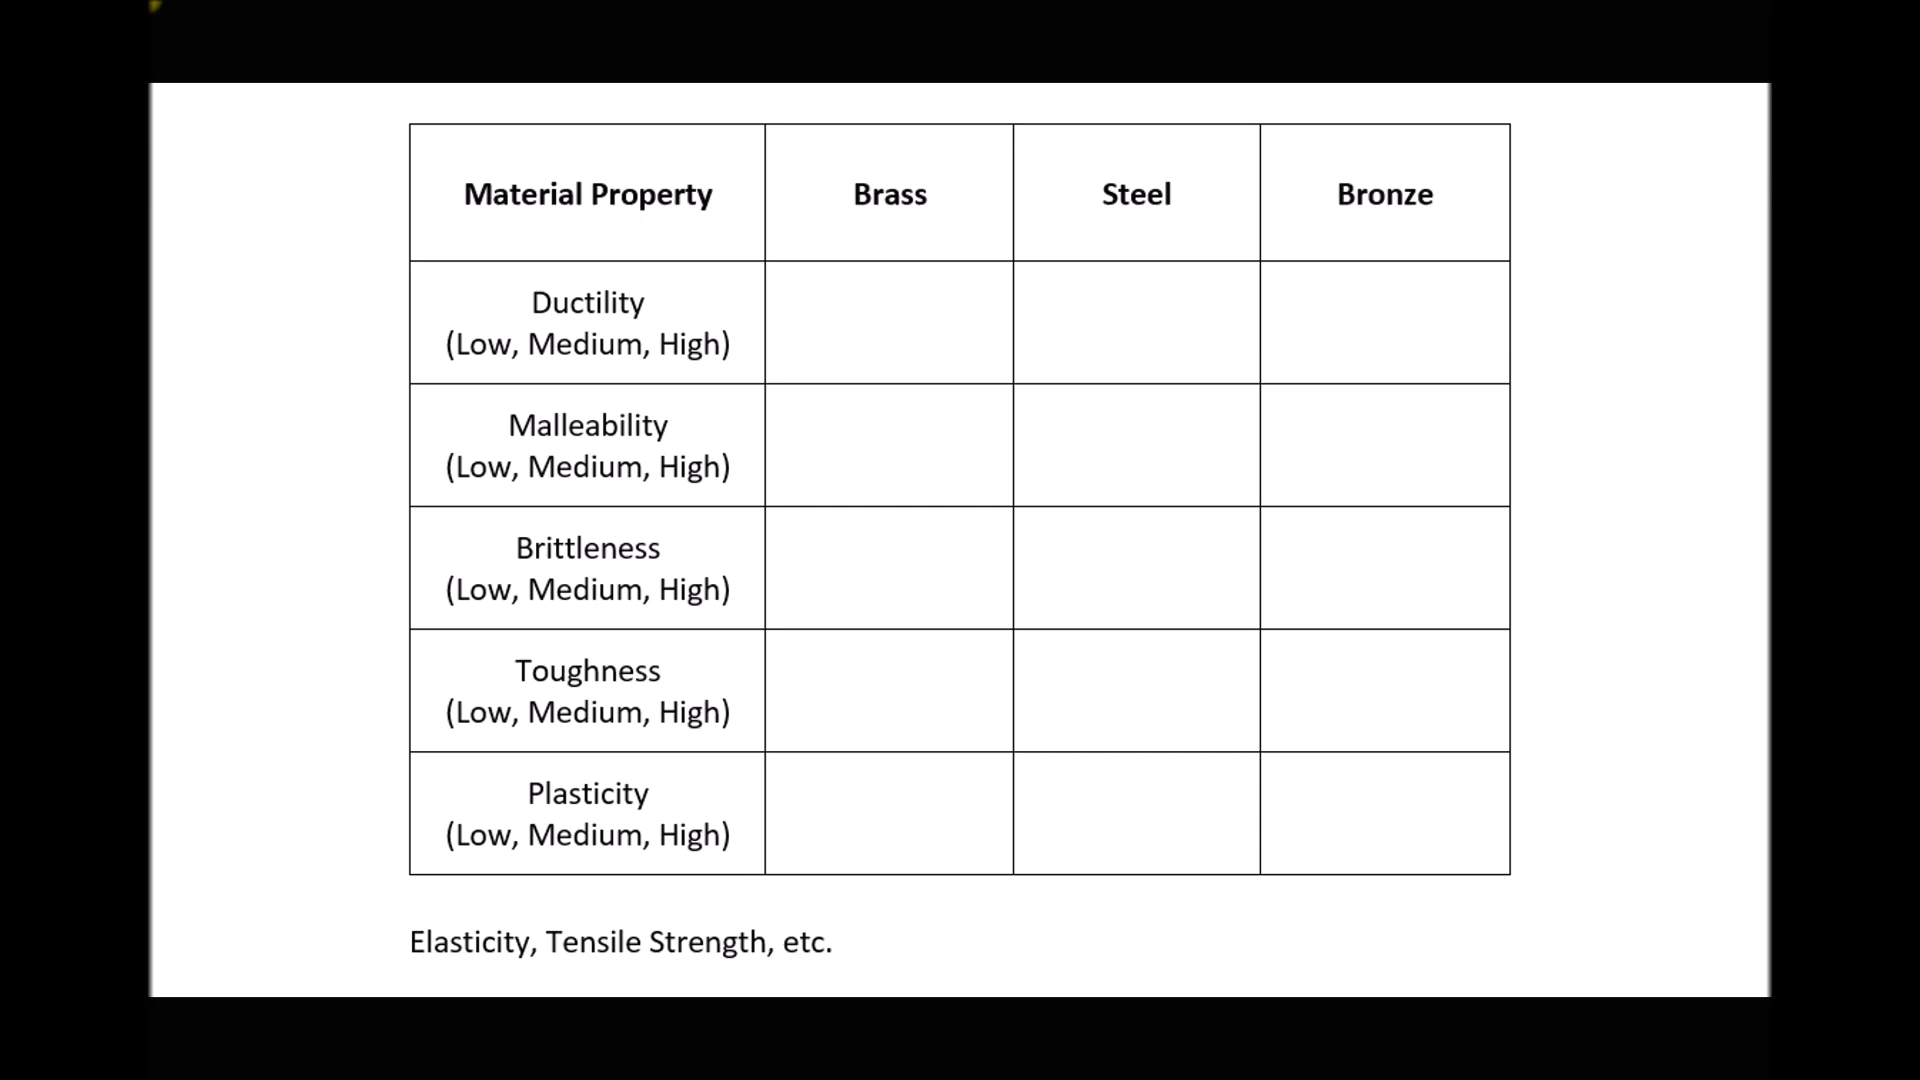 Material Property Brass Steel Bronze
Ductility
(Low, Medium, High)
Malleability
(Low, Medium, High)
Brittleness
(Low, Medium, High)
Toughness
(Low, Medium, High)
Plasticity
(Low, Medium, High)
Elasticity, Tensile Strength, etc.